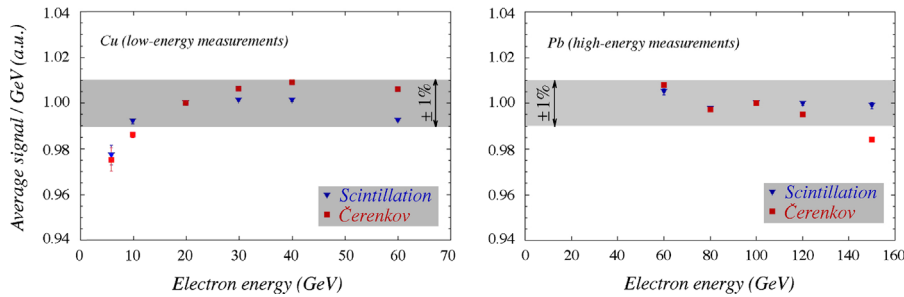 Average signal / GeV (a.u.)
1.04
1.02
1.00
0.98
0.96
0.94
Cu (low-energy measurements)
± 1%
Scintillation
Čerenkov
0 10 20 30 40 50 60 70
Electron energy (GeV)
1.04
1.02
1.00
0.98
0.96
0.94
Pb (high-energy measurements)
± 1%
Scintillation
Čerenkov
0 20 40 60 80 100 120 140 160
Electron energy (GeV)